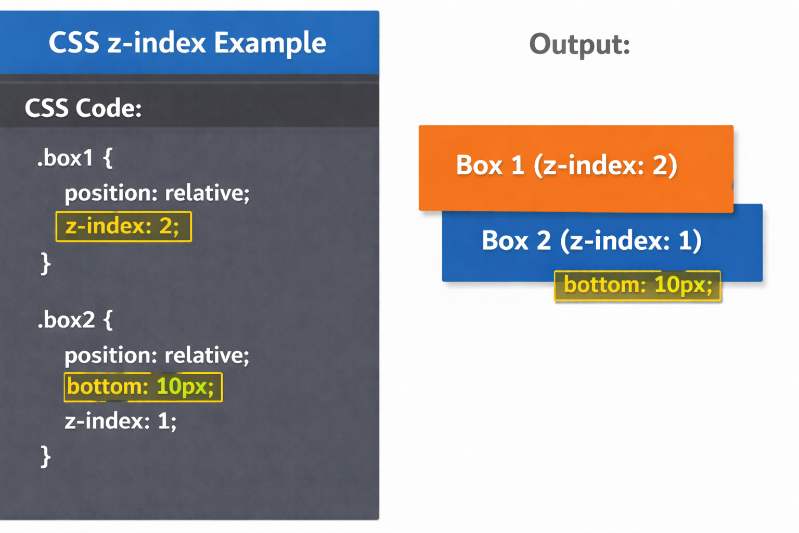 CSS z-index Example
CSS Code:
.box1 {
position: relative;
z-index: 2;
}
.box2 {
position: relative;
bottom: 10px;
z-index: 1;
}
Output:
Box 1 (z-index: 2)
Box 2 (z-index: 1)
bottom: 10px;